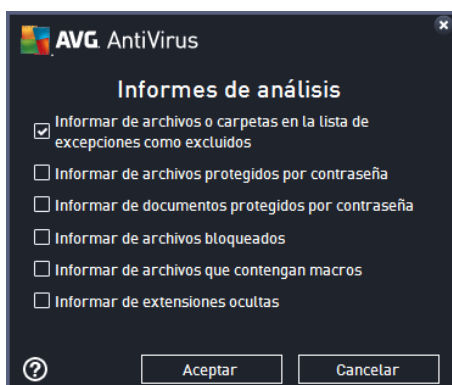 AVG AntiVirus
Informes de análisis
Informar de archivos o carpetas en la lista de
excepciones como excluidos
Informar de archivos protegidos por contraseña
Informar de documentos protegidos por contraseña
Informar de archivos bloqueados
Informar de archivos que contengan macros
Informar de extensiones ocultas
Aceptar
Cancelar